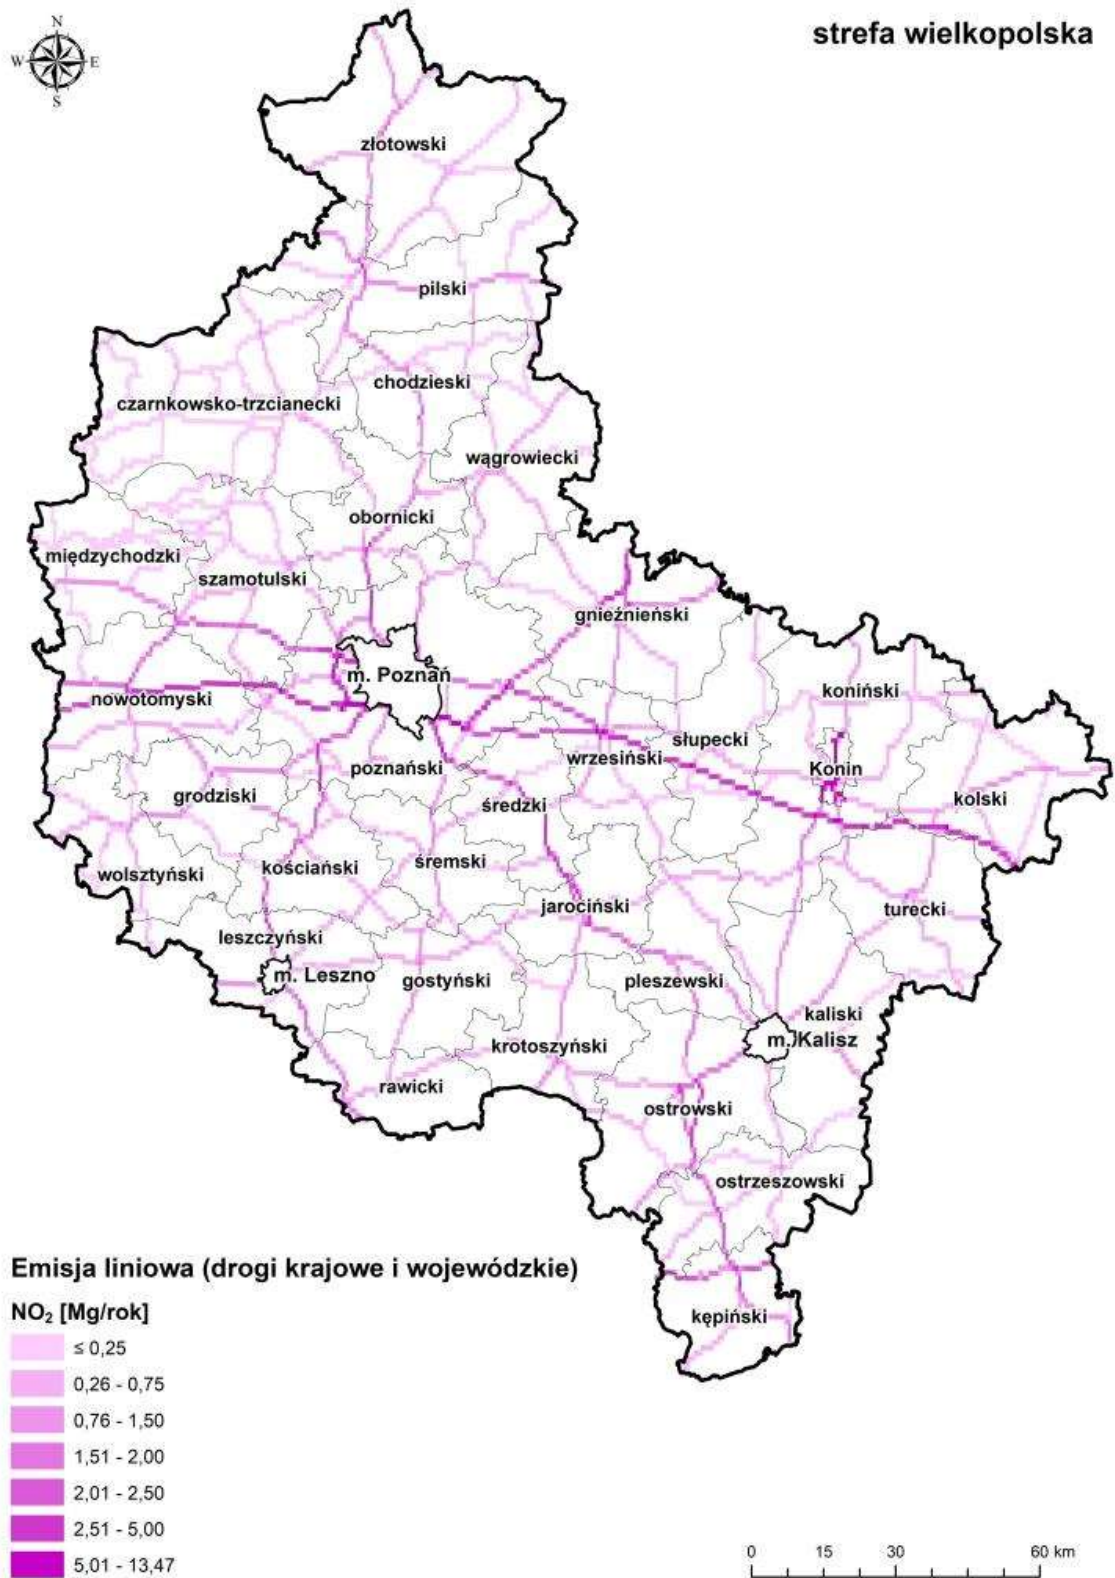 strefa wielkopolska
N
W
E
S
złotowski
pilski
chodzieski
czarnkowsko-trzcianecki
wągrowiecki
obornicki
międzychodzki
szamotulski
gnieźnieński
m. Poznań
nowotomyski
koniński
słupecki
wrzesiński
poznański
Konin
grodziski
średzki
kolski
wolsztyński
kościański
śremski
jarociński
turecki
leszczyński
m. Leszno
gostyński
pleszewski
kaliski
m. Kalisz
krotoszyński
rawicki
ostrowski
ostrzeszowski
kępiński
Emisja liniowa (drogi krajowe i wojewódzkie)
NO₂ [Mg/rok]
≤ 0,25
0,26 - 0,75
0,76 - 1,50
1,51 - 2,00
2,01 - 2,50
2,51 - 5,00
5,01 - 13,47
0 15 30 60 km